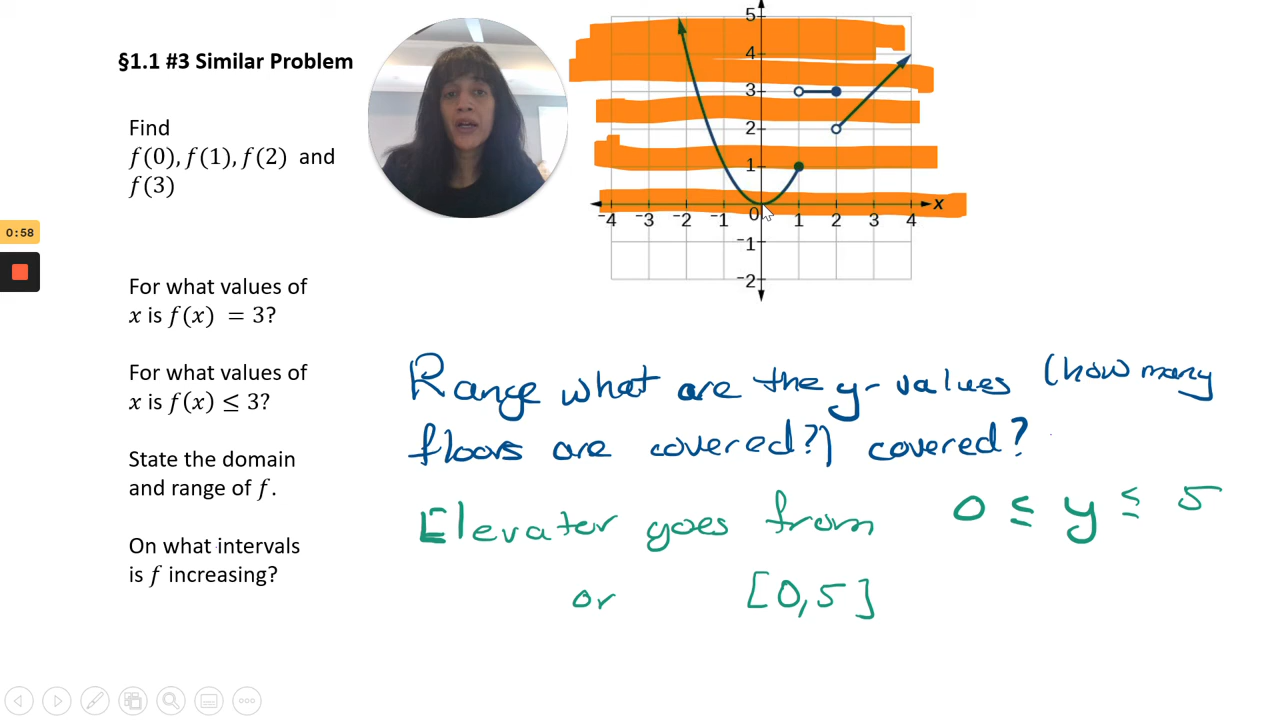 §1.1 #3 Similar Problem
Find
f(0), f(1), f(2) and
f(3)
0:58
For what values of
x is f(x) = 3?
For what values of
x is f(x) ≤ 3?
State the domain
and range of f.
On what intervals
is f increasing?
5
4
3
2
1
-4 -3 -2 -1 0 1 2 3 4 x
-1
-2
Range what are the y-values (how many
floors are covered?) covered?
Elevator goes from 0 ≤ y ≤ 5
or [0,5]